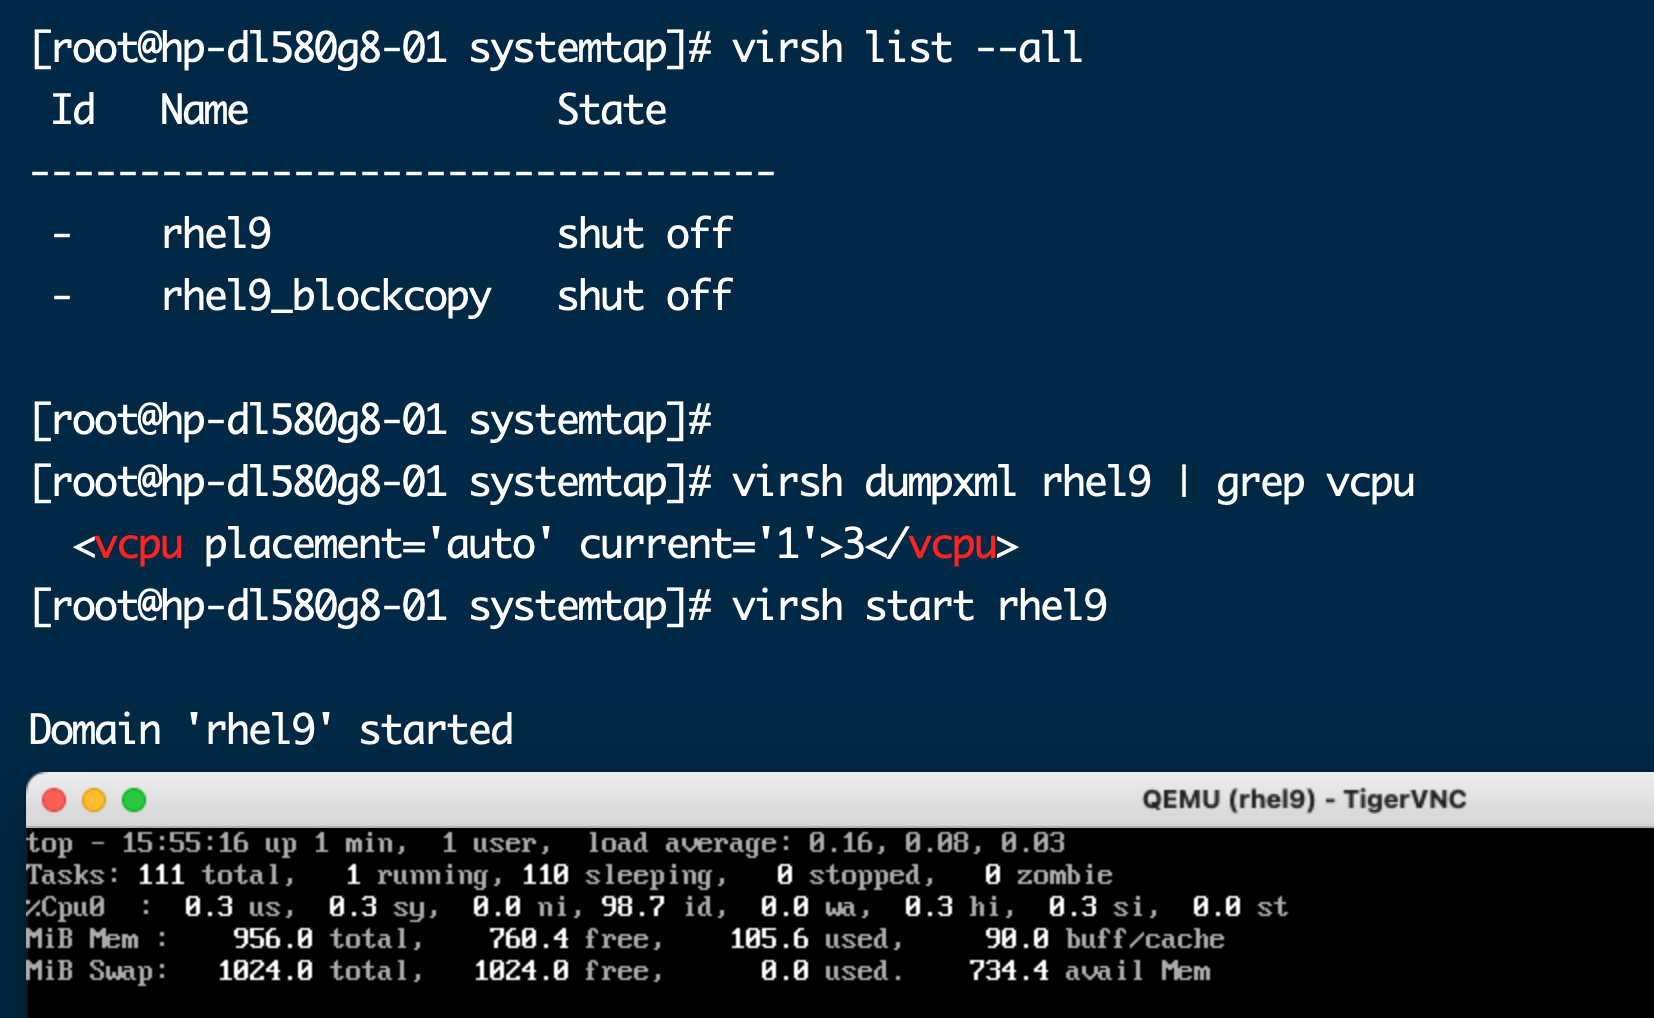 [root@hp-dl580g8-01 systemtap]# virsh list --all
 Id   Name              State
----------------------------------
 -    rhel9             shut off
 -    rhel9_blockcopy   shut off

[root@hp-dl580g8-01 systemtap]#
[root@hp-dl580g8-01 systemtap]# virsh dumpxml rhel9 | grep vcpu
  <vcpu placement='auto' current='1'>3</vcpu>
[root@hp-dl580g8-01 systemtap]# virsh start rhel9

Domain 'rhel9' started
QEMU (rhel9) - TigerVNC
top - 15:55:16 up 1 min,  1 user,  load average: 0.16, 0.08, 0.03
Tasks: 111 total,   1 running, 110 sleeping,   0 stopped,   0 zombie
%Cpu0  :  0.3 us,  0.3 sy,  0.0 ni, 98.7 id,  0.0 wa,  0.3 hi,  0.3 si,  0.0 st
MiB Mem :    956.0 total,    760.4 free,    105.6 used,     90.0 buff/cache
MiB Swap:   1024.0 total,   1024.0 free,      0.0 used.    734.4 avail Mem